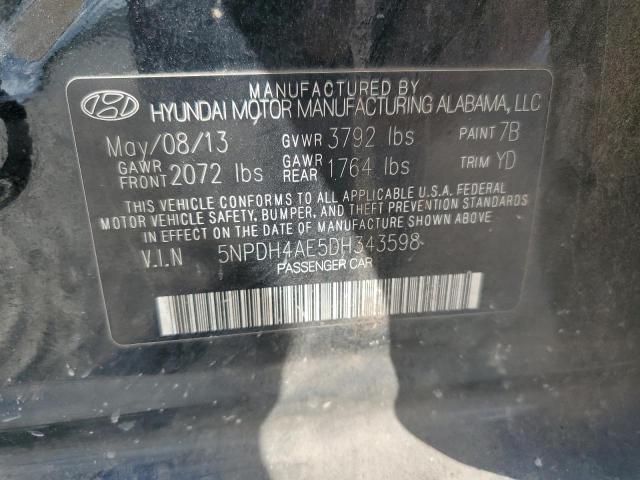 MANUFACTURED BY
HYUNDAI MOTOR MANUFACTURING ALABAMA, LLC
May/08/13 GVWR 3792 lbs PAINT 7B
GAWR FRONT 2072 lbs GAWR REAR 1764 lbs TRIM YD
THIS VEHICLE CONFORMS TO ALL APPLICABLE U.S.A. FEDERAL
MOTOR VEHICLE SAFETY, BUMPER, AND THEFT PREVENTION STANDARDS
IN EFFECT ON THE DATE OF MANUFACTURE SHOWN ABOVE
V.I.N 5NPDH4AE5DH343598
PASSENGER CAR